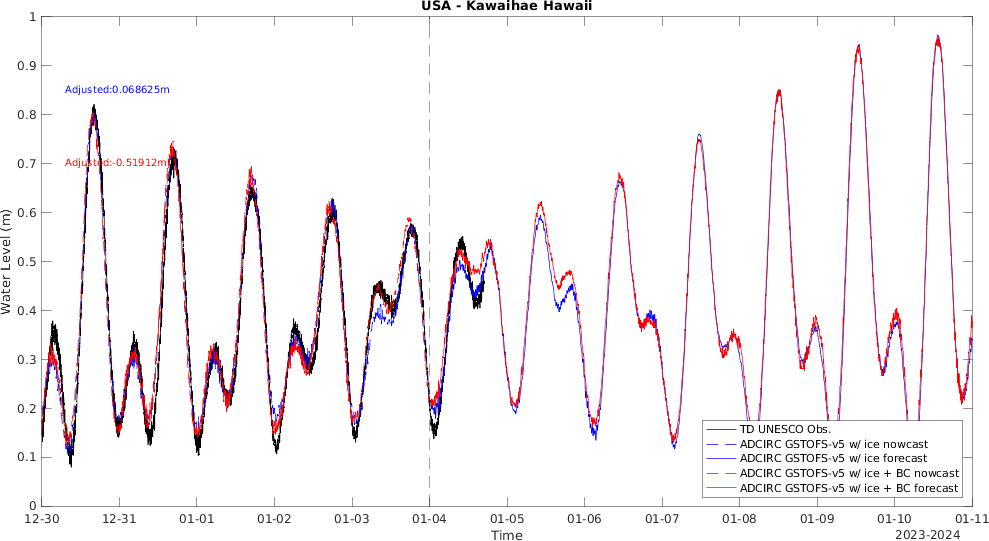 USA - Kawaihae Hawaii
1
0.9
0.8
0.7
0.6
0.5
0.4
0.3
0.2
0.1
0
Water Level (m)
Adjusted:0.068625m
Adjusted:-0.51912m
TD UNESCO Obs.
ADCIRC GSTOFS-v5 w/ ice nowcast
ADCIRC GSTOFS-v5 w/ ice forecast
ADCIRC GSTOFS-v5 w/ ice + BC nowcast
ADCIRC GSTOFS-v5 w/ ice + BC forecast
12-30 12-31 01-01 01-02 01-03 01-04 01-05 01-06 01-07 01-08 01-09 01-10 01-11
Time
2023-2024